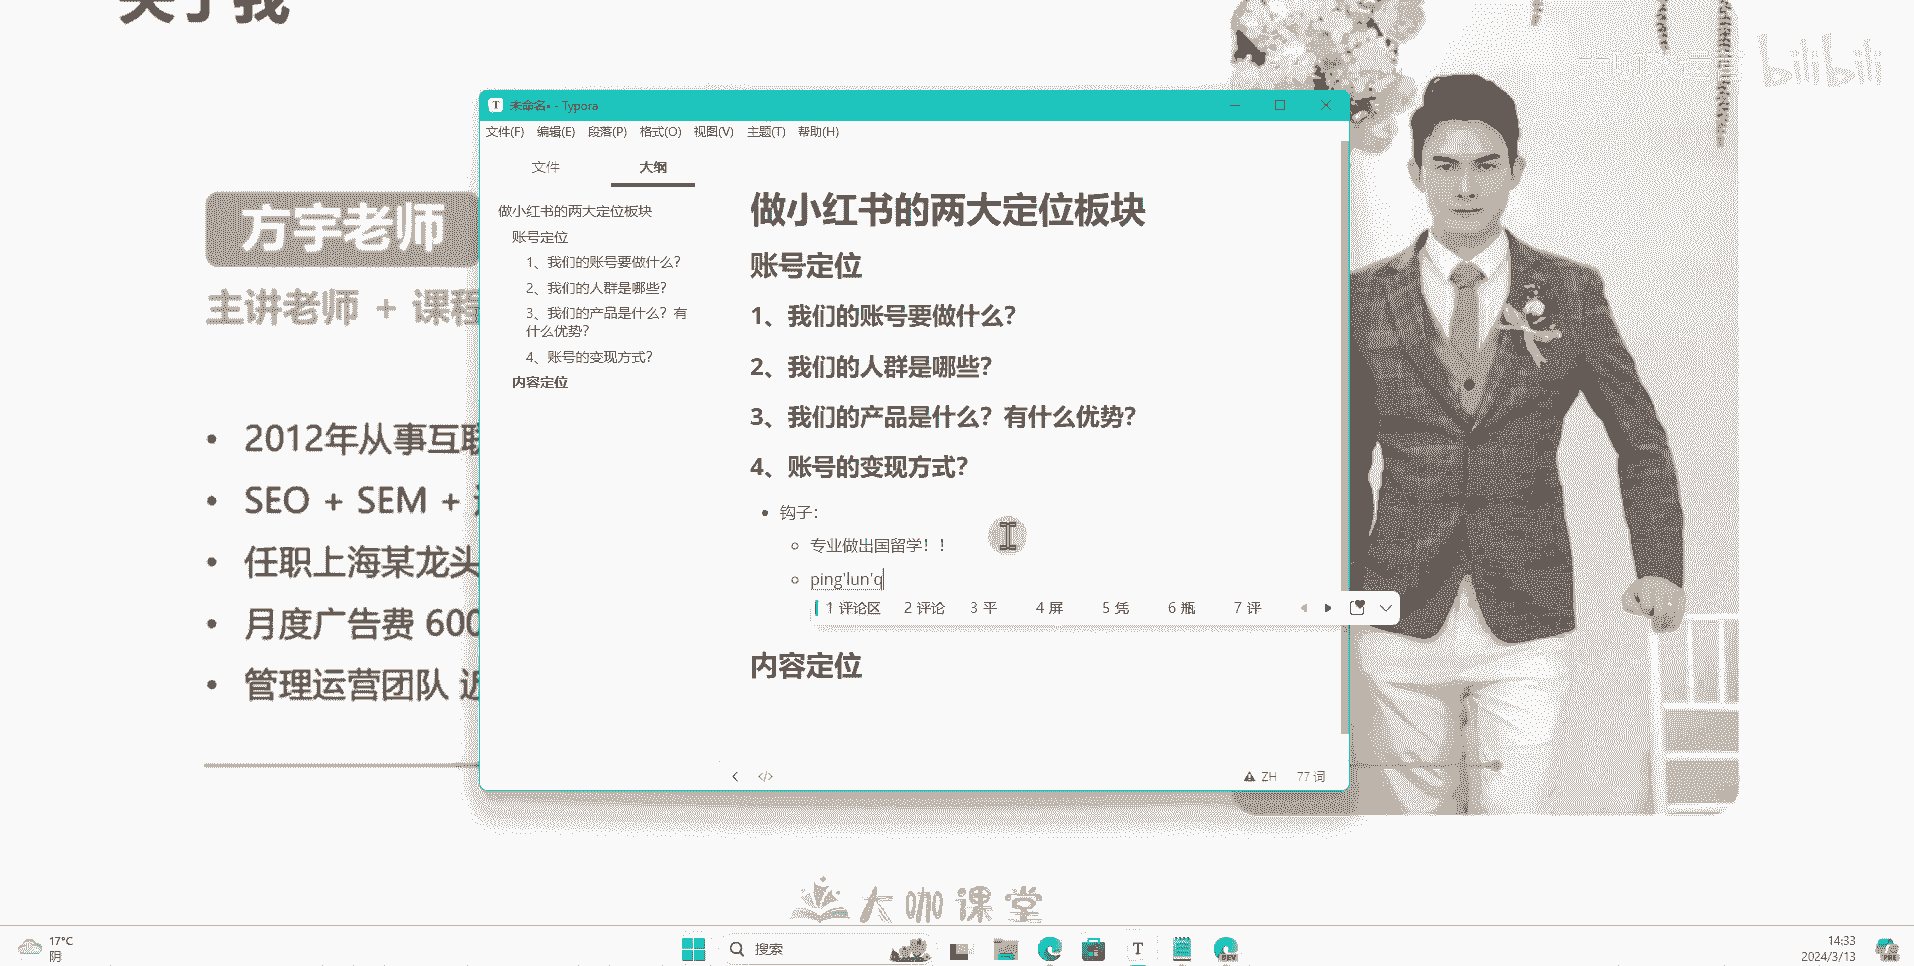 关于我
bilibili
未命名• - Typora
文件(F) 编辑(E) 段落(P) 格式(O) 视图(V) 主题(T) 帮助(H)
文件 大纲
做小红书的两大定位板块
账号定位
1、我们的账号要做什么？
2、我们的人群是哪些？
3、我们的产品是什么？有
什么优势？
4、账号的变现方式？
内容定位
做小红书的两大定位板块
账号定位
1、我们的账号要做什么？
2、我们的人群是哪些？
3、我们的产品是什么？有什么优势？
4、账号的变现方式？
钩子：
专业做出国留学！！
ping'lun'q
1 评论区 2 评论 3 平 4 屏 5 凭 6 瓶 7 评
内容定位
ZH 77 词
方宇老师
主讲老师 + 课程
• 2012年从事互联
• SEO + SEM +
• 任职上海某龙头
• 月度广告费 600
• 管理运营团队 近
大咖课堂
17°C
阴
搜索
T
DEV
14:33
2024/3/13
PRE